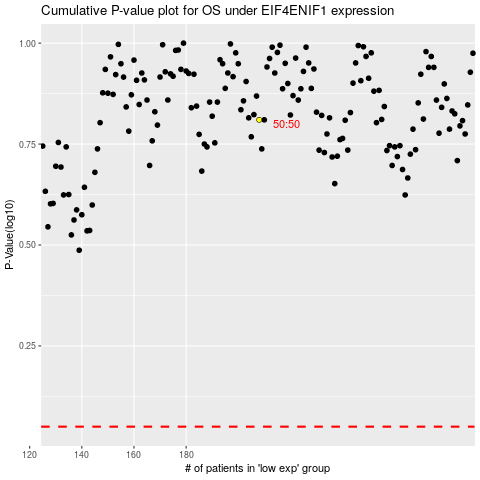 Cumulative P-value plot for OS under EIF4ENIF1 expression
1.00
0.75
0.50
0.25
P-Value(log10)
50:50
120 140 160 180
# of patients in 'low exp' group